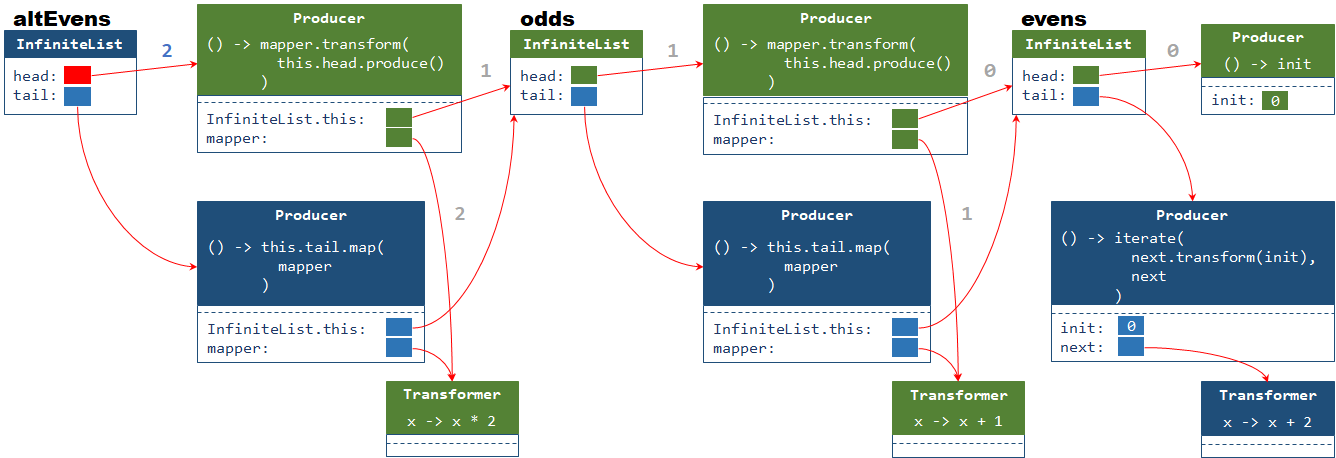 altEvens
InfiniteList
head:
tail:
2
Producer
() -> mapper.transform(
this.head.produce()
)
InfiniteList.this:
mapper:
1
Producer
() -> this.tail.map(
mapper
)
InfiniteList.this:
mapper:
2
Transformer
x -> x * 2
odds
InfiniteList
head:
tail:
1
Producer
() -> mapper.transform(
this.head.produce()
)
InfiniteList.this:
mapper:
0
Producer
() -> this.tail.map(
mapper
)
InfiniteList.this:
mapper:
1
Transformer
x -> x + 1
evens
InfiniteList
head:
tail:
0
Producer
() -> init
init: 0
Producer
() -> iterate(
next.transform(init),
next
)
init: 0
next:
Transformer
x -> x + 2